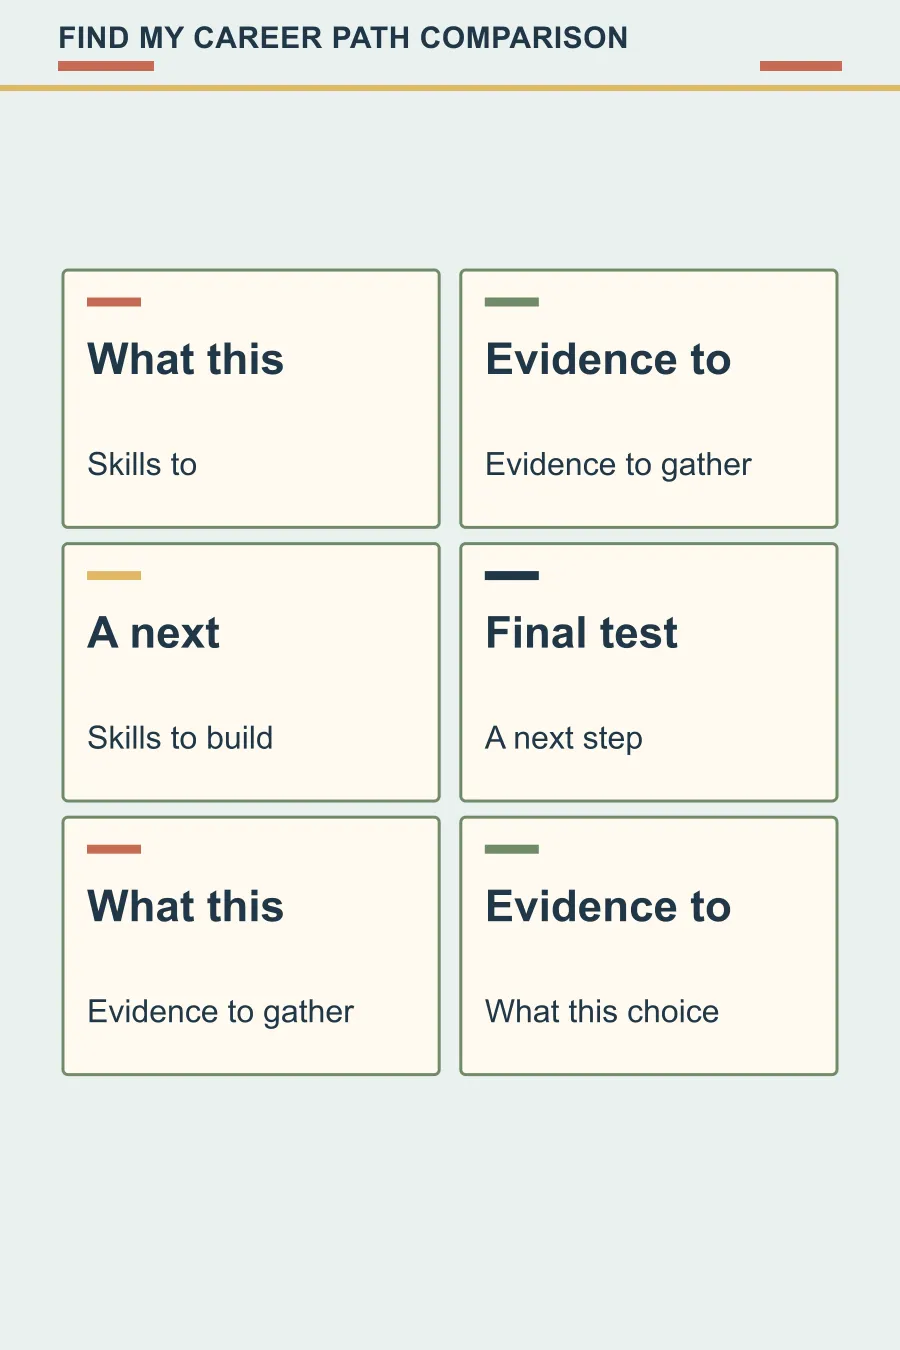 FIND MY CAREER PATH COMPARISON
What this
Skills to
Evidence to
Evidence to gather
A next
Skills to build
Final test
A next step
What this
Evidence to gather
Evidence to
What this choice